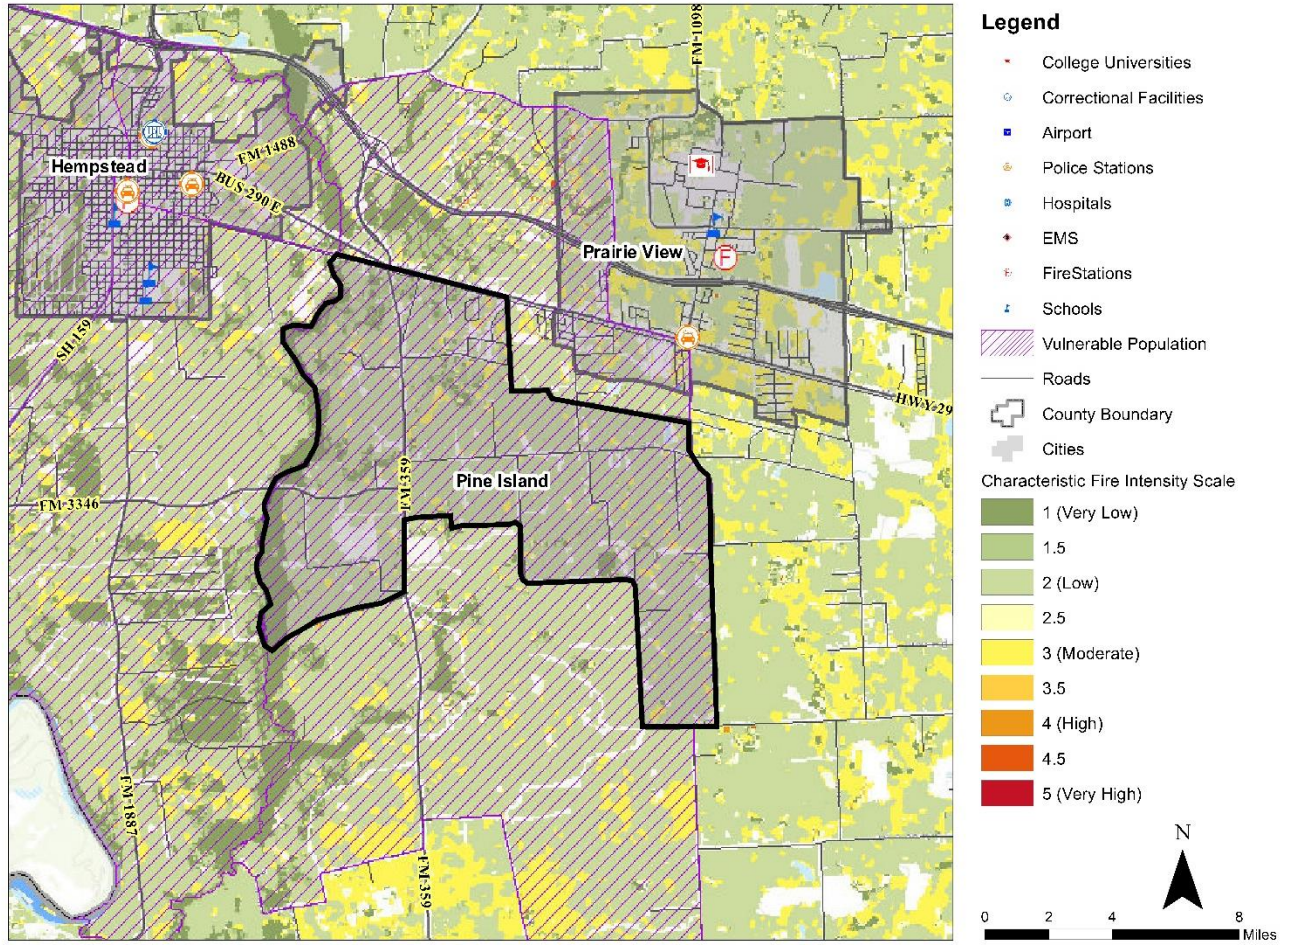 FM-1098
Hempstead
FM-1488
BUS-290 E
Prairie View
F
F
SH-159
HWY-29
Pine Island
FM-359
FM-3346
FM-1887
FM-359
Legend
College Universities
Correctional Facilities
Airport
Police Stations
Hospitals
EMS
FireStations
Schools
Vulnerable Population
Roads
County Boundary
Cities
Characteristic Fire Intensity Scale
1 (Very Low)
1.5
2 (Low)
2.5
3 (Moderate)
3.5
4 (High)
4.5
5 (Very High)
N
0 2 4 8
Miles